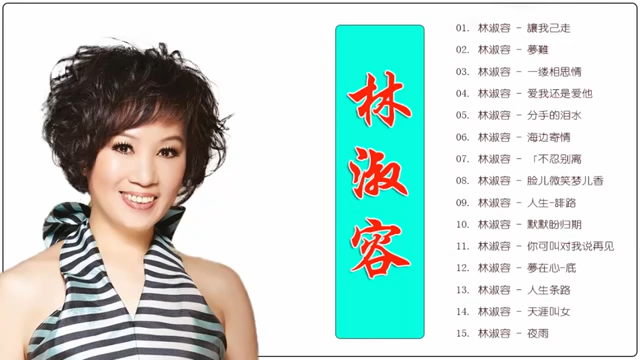 林淑容
01. 林淑容 - 讓我己走
02. 林淑容 - 夢難
03. 林淑容 - 一缕相思情
04. 林淑容 - 爱我还是爱他
05. 林淑容 - 分手的泪水
06. 林淑容 - 海边寄情
07. 林淑容 - 「不忍别离
08. 林淑容 - 脸儿微笑梦儿香
09. 林淑容 - 人生-誹路
10. 林淑容 - 默默盼归期
11. 林淑容 - 你可叫对我说再见
12. 林淑容 - 夢在心-底
13. 林淑容 - 人生条路
14. 林淑容 - 天涯叫女
15. 林淑容 - 夜雨